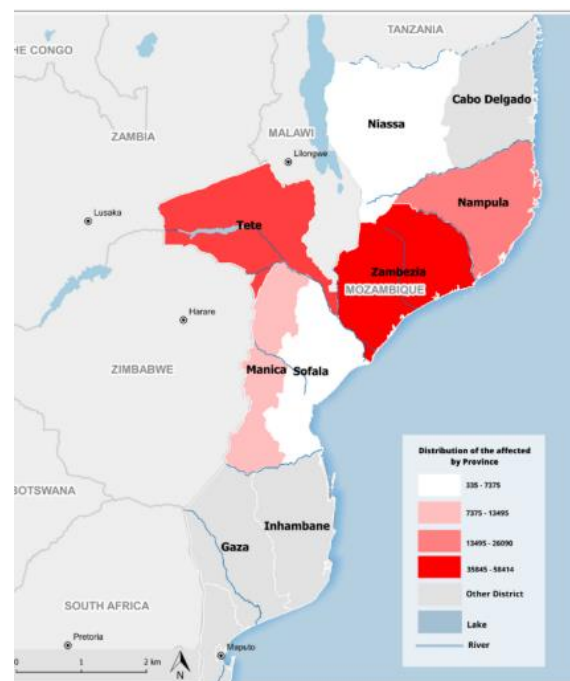 TANZANIA
HE CONGO
Cabo Delgado
Niassa
ZAMBIA
MALAWI
Lilongwe
Nampula
Lusaka
Tete
Zambezia
MOZAMBIQUE
Harare
ZIMBABWE
Manica
Sofala
Distribution of the affected
by Province
335 - 7375
7375 - 13495
13495 - 26090
35845 - 58414
Other District
Lake
River
BOTSWANA
Inhambane
Gaza
SOUTH AFRICA
Pretoria
Maputo
0 1 2 km
N